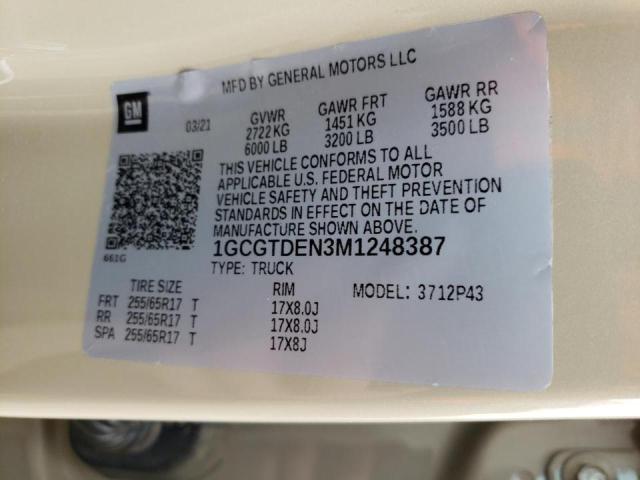 MFD BY GENERAL MOTORS LLC
GM
03/21
GVWR
2722 KG
6000 LB
GAWR FRT
1451 KG
3200 LB
GAWR RR
1588 KG
3500 LB
THIS VEHICLE CONFORMS TO ALL
APPLICABLE U.S. FEDERAL MOTOR
VEHICLE SAFETY AND THEFT PREVENTION
STANDARDS IN EFFECT ON THE DATE OF
MANUFACTURE SHOWN ABOVE.
661G
1GCGTDEN3M1248387
TYPE: TRUCK
TIRE SIZE RIM MODEL: 3712P43
FRT 255/65R17 T 17X8.0J
RR 255/65R17 T 17X8.0J
SPA 255/65R17 T 17X8J